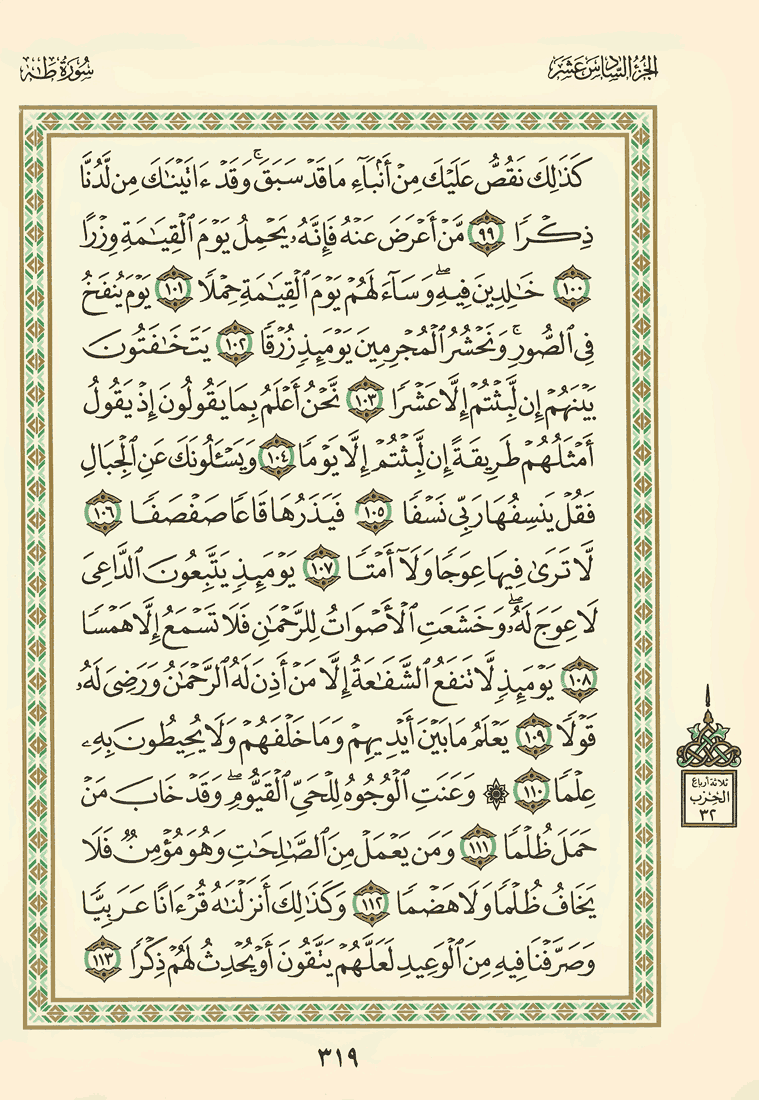 الجزء السادس عشر
سورة طه
كَذَٰلِكَ نَقُصُّ عَلَيْكَ مِنْ أَنۢبَآءِ مَا قَدْ سَبَقَ ۚ وَقَدْ ءَاتَيْنَٰكَ مِن لَّدُنَّا
ذِكْرًا ٩٩ مَّنْ أَعْرَضَ عَنْهُ فَإِنَّهُۥ يَحْمِلُ يَوْمَ ٱلْقِيَٰمَةِ وِزْرًا
١٠٠ خَٰلِدِينَ فِيهِ ۖ وَسَآءَ لَهُمْ يَوْمَ ٱلْقِيَٰمَةِ حِمْلًا ١٠١ يَوْمَ يُنفَخُ
فِى ٱلصُّورِ ۚ وَنَحْشُرُ ٱلْمُجْرِمِينَ يَوْمَئِذٍ زُرْقًا ١٠٢ يَتَخَٰفَتُونَ
بَيْنَهُمْ إِن لَّبِثْتُمْ إِلَّا عَشْرًا ١٠٣ نَّحْنُ أَعْلَمُ بِمَا يَقُولُونَ إِذْ يَقُولُ
أَمْثَلُهُمْ طَرِيقَةً إِن لَّبِثْتُمْ إِلَّا يَوْمًا ١٠٤ وَيَسْـَٔلُونَكَ عَنِ ٱلْجِبَالِ
فَقُلْ يَنسِفُهَا رَبِّى نَسْفًا ١٠٥ فَيَذَرُهَا قَاعًا صَفْصَفًا ١٠٦
لَّا تَرَىٰ فِيهَا عِوَجًا وَلَآ أَمْتًا ١٠٧ يَوْمَئِذٍ يَتَّبِعُونَ ٱلدَّاعِىَ
لَا عِوَجَ لَهُۥ ۖ وَخَشَعَتِ ٱلْأَصْوَاتُ لِلرَّحْمَٰنِ فَلَا تَسْمَعُ إِلَّا هَمْسًا
١٠٨ يَوْمَئِذٍ لَّا تَنفَعُ ٱلشَّفَٰعَةُ إِلَّا مَنْ أَذِنَ لَهُ ٱلرَّحْمَٰنُ وَرَضِىَ لَهُۥ
قَوْلًا ١٠٩ يَعْلَمُ مَا بَيْنَ أَيْدِيهِمْ وَمَا خَلْفَهُمْ وَلَا يُحِيطُونَ بِهِۦ
عِلْمًا ١١٠ ۞ وَعَنَتِ ٱلْوُجُوهُ لِلْحَىِّ ٱلْقَيُّومِ ۖ وَقَدْ خَابَ مَنْ
حَمَلَ ظُلْمًا ١١١ وَمَن يَعْمَلْ مِنَ ٱلصَّٰلِحَٰتِ وَهُوَ مُؤْمِنٌ فَلَا
يَخَافُ ظُلْمًا وَلَا هَضْمًا ١١٢ وَكَذَٰلِكَ أَنزَلْنَٰهُ قُرْءَانًا عَرَبِيًّا
وَصَرَّفْنَا فِيهِ مِنَ ٱلْوَعِيدِ لَعَلَّهُمْ يَتَّقُونَ أَوْ يُحْدِثُ لَهُمْ ذِكْرًا ١١٣
ثلاثة أرباع
الحزب
٣٢
٣١٩